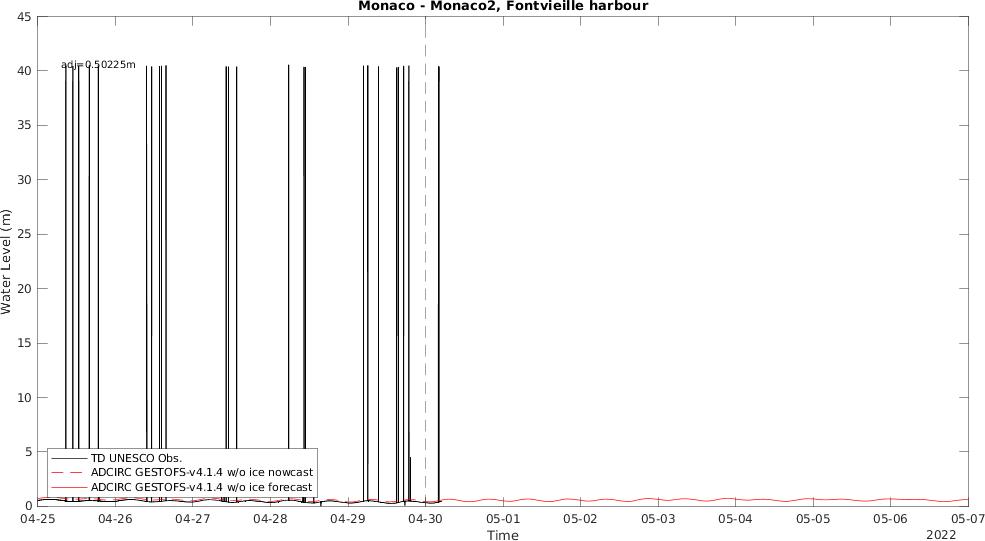 Monaco - Monaco2, Fontvieille harbour
45
40
35
30
25
20
15
10
5
0
Water Level (m)
adj=0.50225m
TD UNESCO Obs.
ADCIRC GESTOFS-v4.1.4 w/o ice nowcast
ADCIRC GESTOFS-v4.1.4 w/o ice forecast
04-25 04-26 04-27 04-28 04-29 04-30 05-01 05-02 05-03 05-04 05-05 05-06 05-07
Time
2022